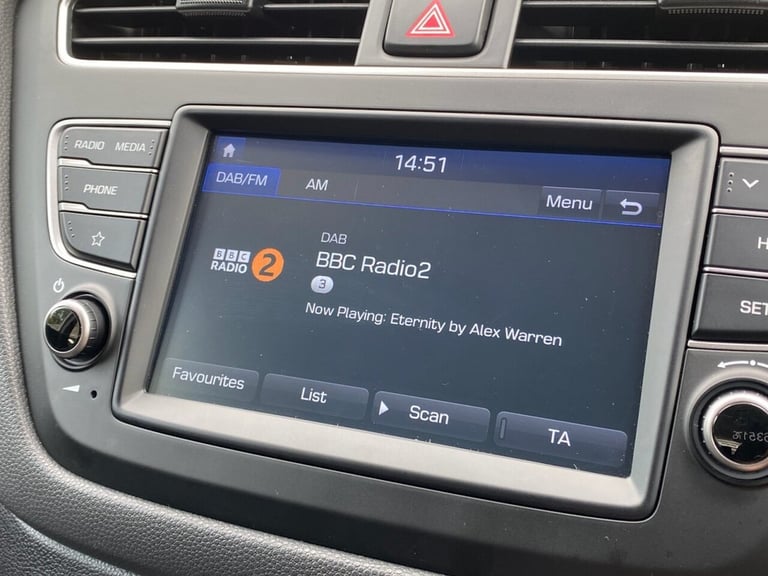 RADIO MEDIA
PHONE
14:51
DAB/FM AM
Menu
DAB
BBC
RADIO 2
BBC Radio2
3
Now Playing: Eternity by Alex Warren
Favourites List Scan TA
H
SET